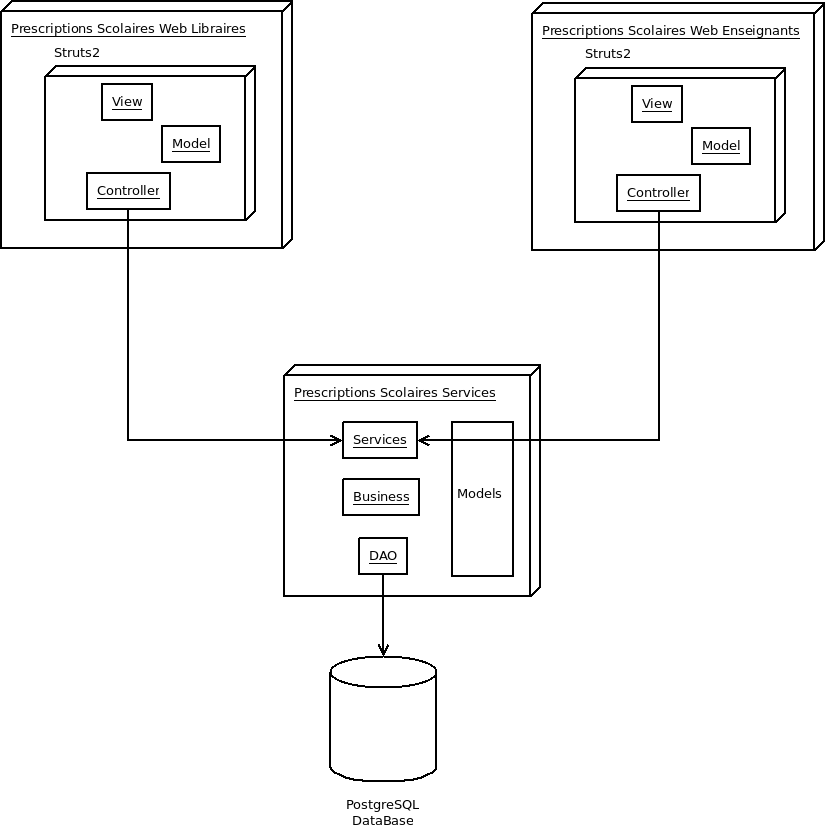 Prescriptions Scolaires Web Libraires
Struts2
View
Model
Controller
Prescriptions Scolaires Web Enseignants
Struts2
View
Model
Controller
Prescriptions Scolaires Services
Services
Business
Models
DAO
PostgreSQL
DataBase